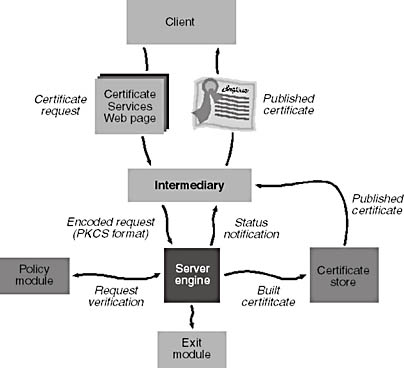 Client
Certificate
request
Certificate
Services
Web page
Published
certificate
Intermediary
Published
certificate
Encoded request
(PKCS format)
Status
notification
Policy
module
Request
verification
Server
engine
Built
certifitcate
Certificate
store
Exit
module